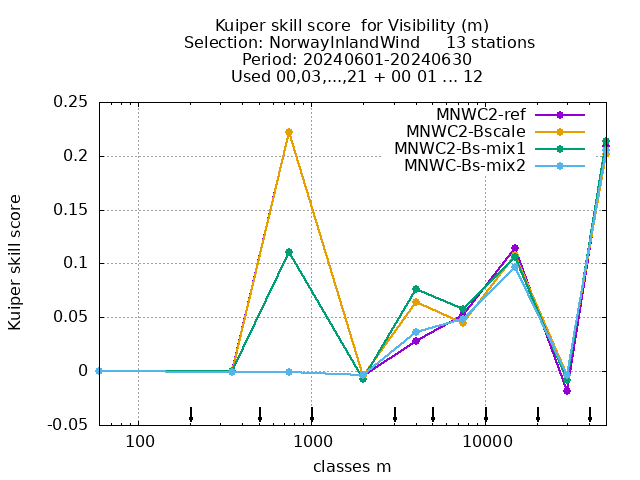 Kuiper skill score  for Visibility (m)
Selection: NorwayInlandWind     13 stations
Period: 20240601-20240630
Used 00,03,...,21 + 00 01 ... 12
MNWC2-ref
MNWC2-Bscale
MNWC2-Bs-mix1
MNWC-Bs-mix2
Kuiper skill score
0.25
0.2
0.15
0.1
0.05
0
-0.05
100 1000 10000
classes m